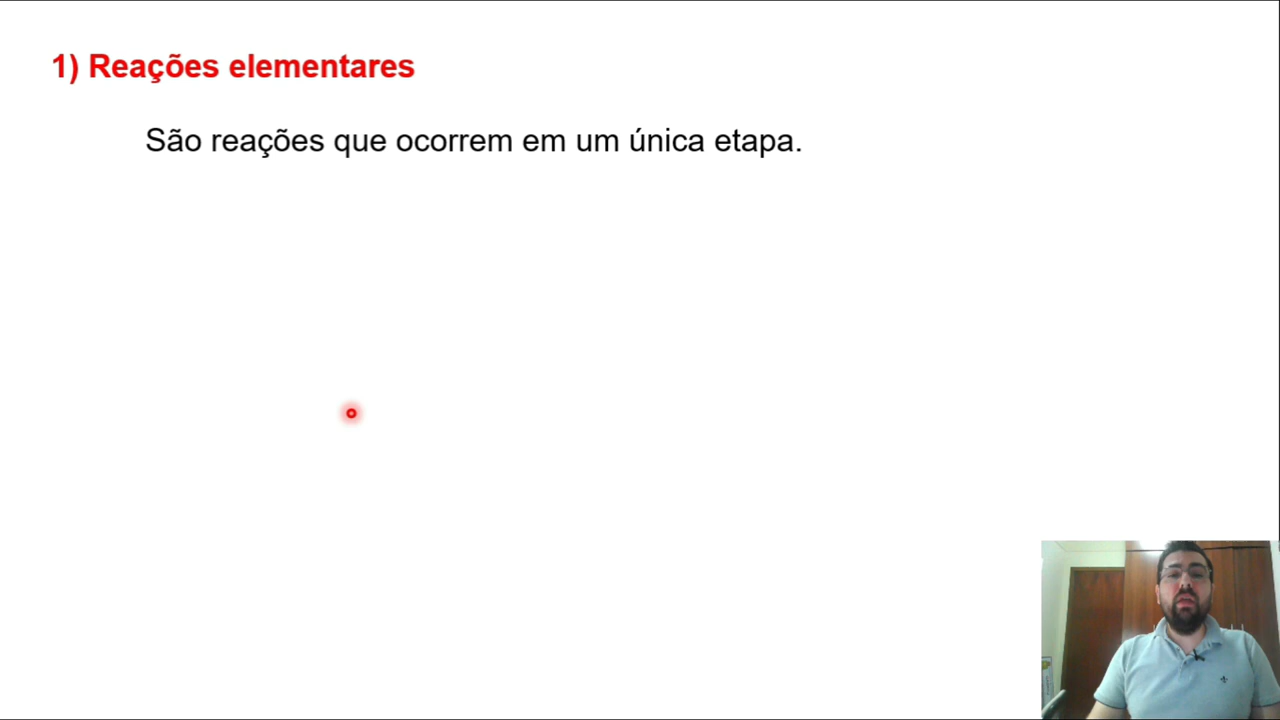 1) Reações elementares
São reações que ocorrem em um única etapa.